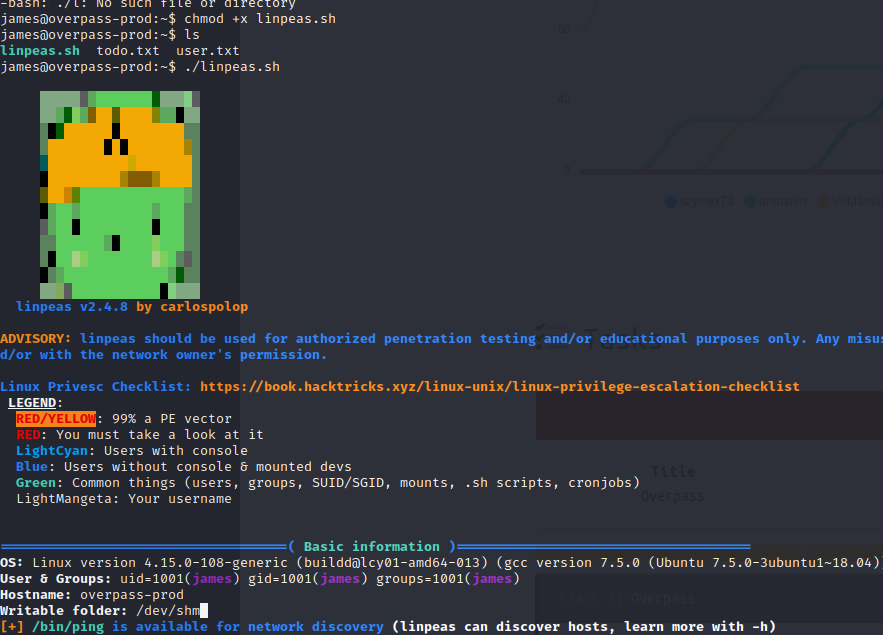 -bash: ./l: No such file or directory
james@overpass-prod:~$ chmod +x linpeas.sh
james@overpass-prod:~$ ls
linpeas.sh  todo.txt  user.txt
james@overpass-prod:~$ ./linpeas.sh
linpeas v2.4.8 by carlospolop
ADVISORY: linpeas should be used for authorized penetration testing and/or educational purposes only. Any misus
d/or with the network owner's permission.
Linux Privesc Checklist: https://book.hacktricks.xyz/linux-unix/linux-privilege-escalation-checklist
LEGEND:
RED/YELLOW: 99% a PE vector
RED: You must take a look at it
LightCyan: Users with console
Blue: Users without console & mounted devs
Green: Common things (users, groups, SUID/SGID, mounts, .sh scripts, cronjobs)
LightMangeta: Your username
====================================( Basic information )=====================================
OS: Linux version 4.15.0-108-generic (buildd@lcy01-amd64-013) (gcc version 7.5.0 (Ubuntu 7.5.0-3ubuntu1~18.04)
User & Groups: uid=1001(james) gid=1001(james) groups=1001(james)
Hostname: overpass-prod
Writable folder: /dev/shm
[+] /bin/ping is available for network discovery (linpeas can discover hosts, learn more with -h)
80
40
0
szymex73
Tasks
Title
Overpass
Overpass